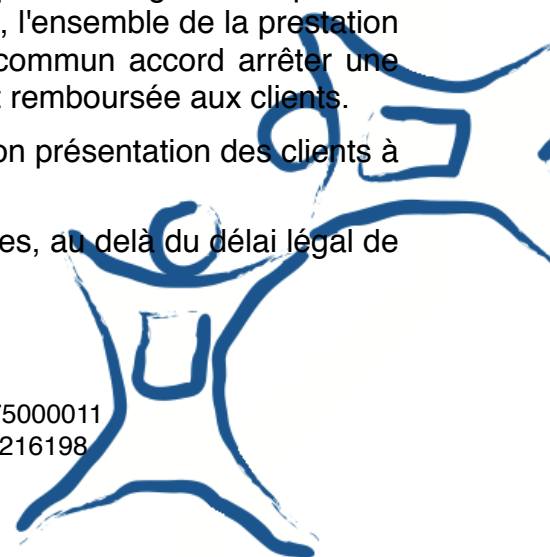 , l'ensemble de la prestation
commun accord arrêter une
t remboursée aux clients.
on présentation des clients à
es, au delà du délai légal de
5000011
216198